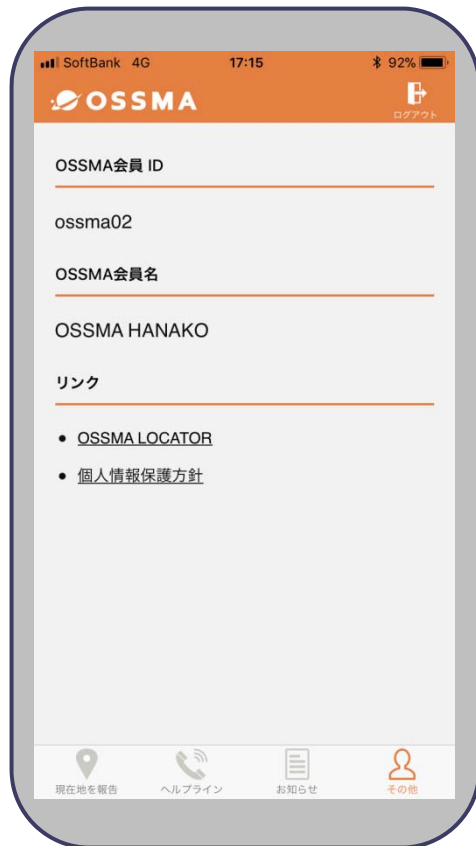 SoftBank 4G 17:15 92%
OSSMA
ログアウト
OSSMA会員 ID
ossma02
OSSMA会員名
OSSMA HANAKO
リンク
OSSMA LOCATOR
個人情報保護方針
現在地を報告 ヘルプライン お知らせ その他